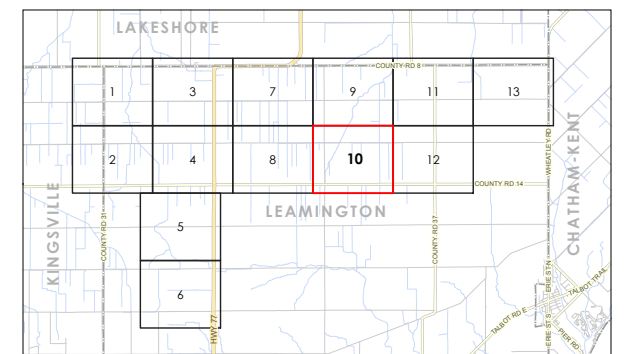 LAKESHORE
COUNTY RD 8
1
3
7
9
11
13
2
4
8
10
12
COUNTY RD 14
WHEATLEY RD
CHATHAM-KENT
KINGSVILLE
COUNTY RD 31
5
LEAMINGTON
COUNTY RD 37
6
HWY 77
ERIE ST N
TALBOT TRAIL
TALBOT RD E
ERIE ST S
PIER RD